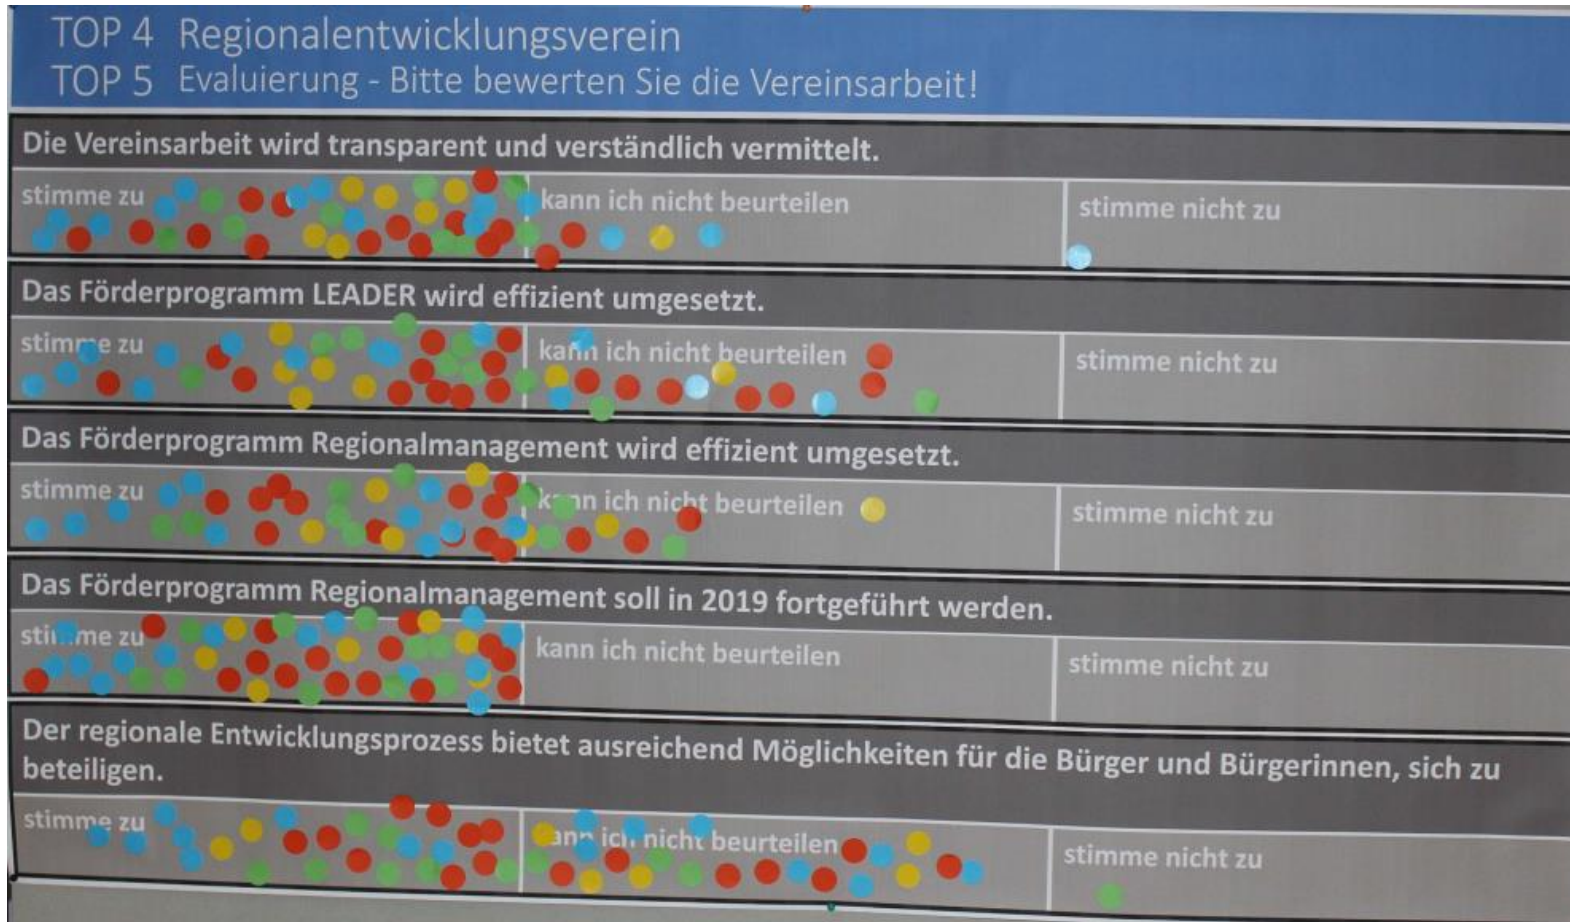 TOP 4 Regionalentwicklungsverein
TOP 5 Evaluierung - Bitte bewerten Sie die Vereinsarbeit!
Die Vereinsarbeit wird transparent und verständlich vermittelt.
stimme zu kann ich nicht beurteilen stimme nicht zu
Das Förderprogramm LEADER wird effizient umgesetzt.
stimme zu kann ich nicht beurteilen stimme nicht zu
Das Förderprogramm Regionalmanagement wird effizient umgesetzt.
stimme zu kann ich nicht beurteilen stimme nicht zu
Das Förderprogramm Regionalmanagement soll in 2019 fortgeführt werden.
stimme zu kann ich nicht beurteilen stimme nicht zu
Der regionale Entwicklungsprozess bietet ausreichend Möglichkeiten für die Bürger und Bürgerinnen, sich zu
beteiligen.
stimme zu kann ich nicht beurteilen stimme nicht zu